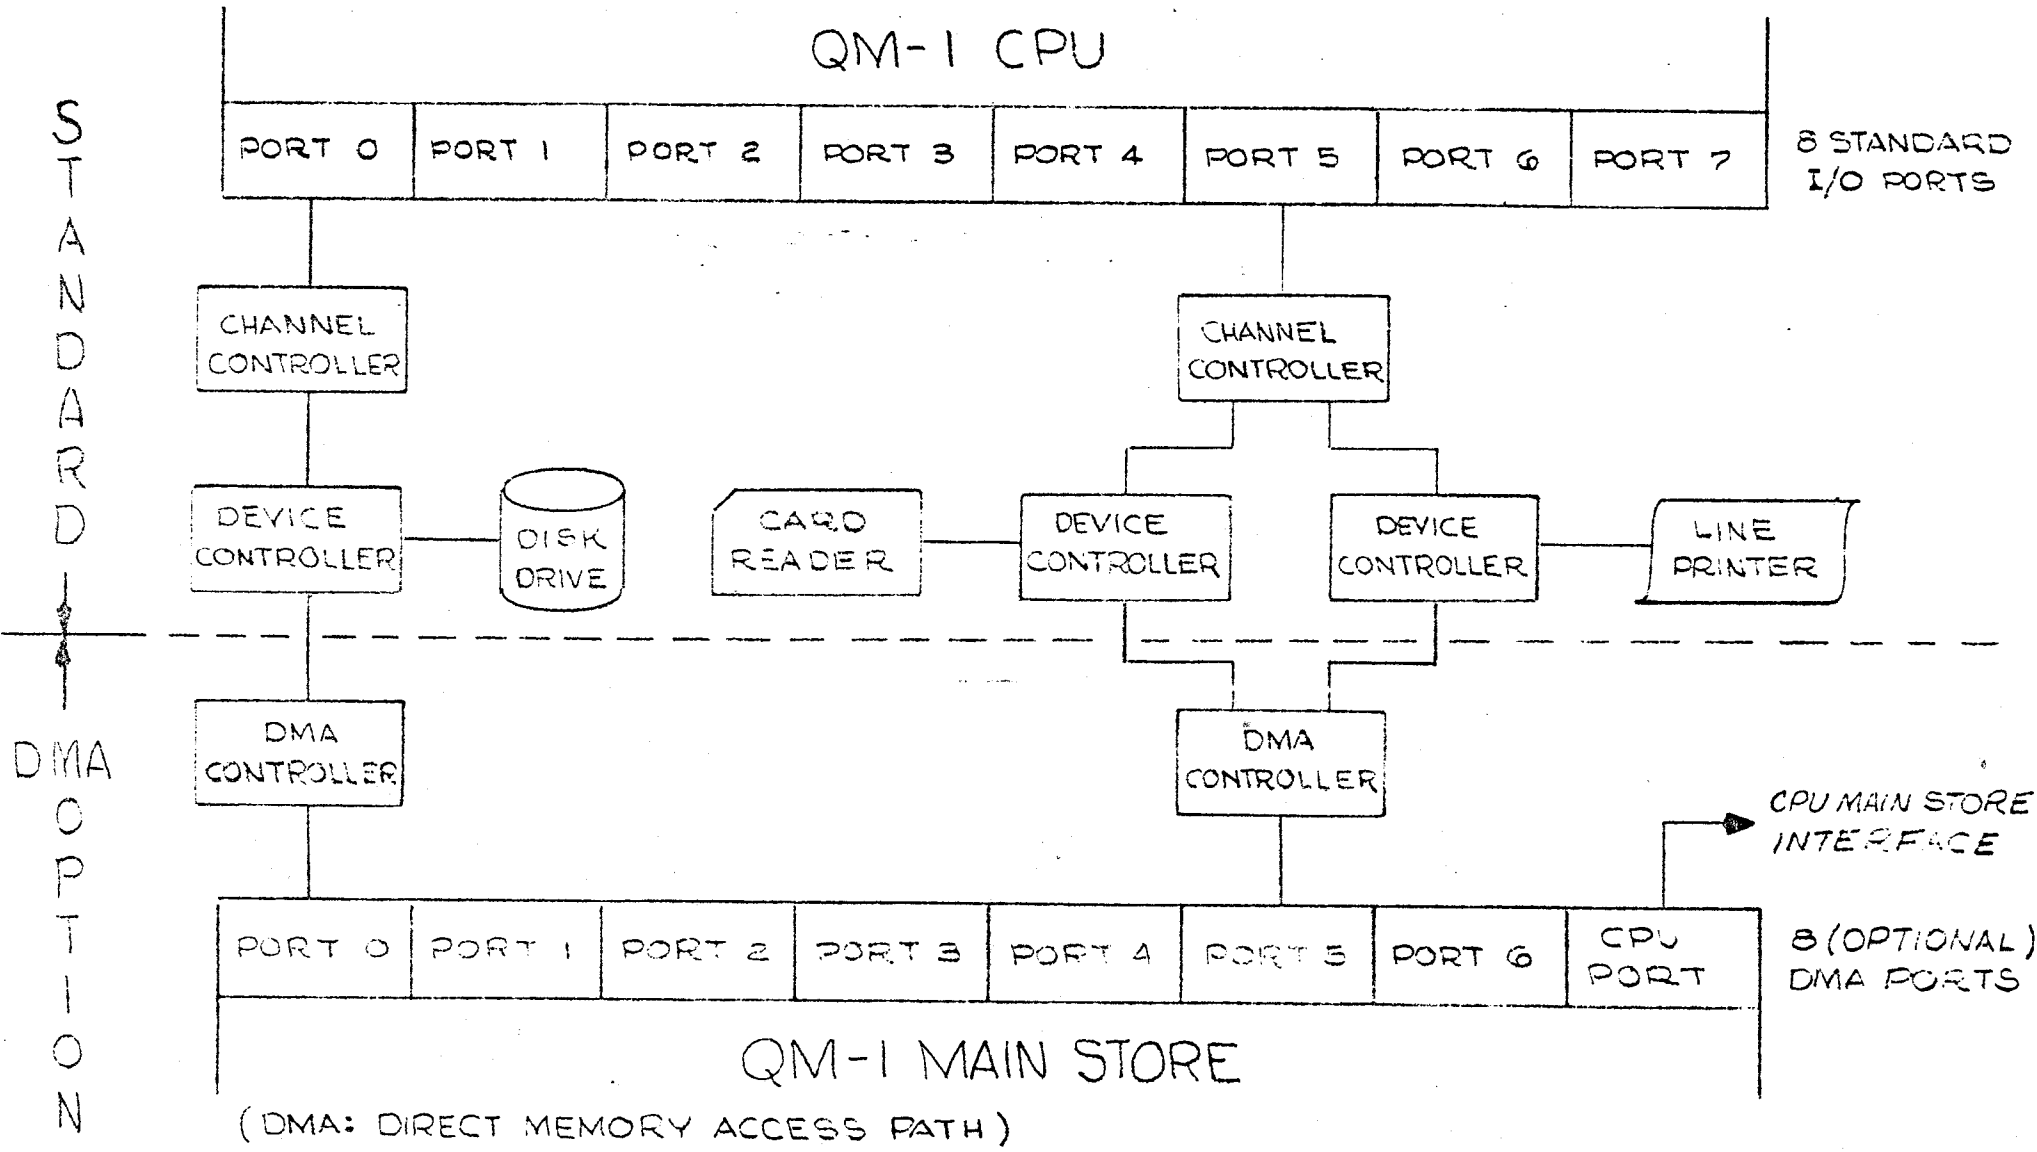 QM-1 CPU
PORT 0 PORT 1 PORT 2 PORT 3 PORT 4 PORT 5 PORT 6 PORT 7
8 STANDARD
I/O PORTS
STANDARD
CHANNEL
CONTROLLER
CHANNEL
CONTROLLER
DEVICE
CONTROLLER
DISK
DRIVE
CARD
READER
DEVICE
CONTROLLER
DEVICE
CONTROLLER
LINE
PRINTER
DMA
OPTION
DMA
CONTROLLER
DMA
CONTROLLER
CPU MAIN STORE
INTERFACE
PORT 0 PORT 1 PORT 2 PORT 3 PORT 4 PORT 5 PORT 6
CPU
PORT
8 (OPTIONAL)
DMA PORTS
QM-1 MAIN STORE
(DMA: DIRECT MEMORY ACCESS PATH)